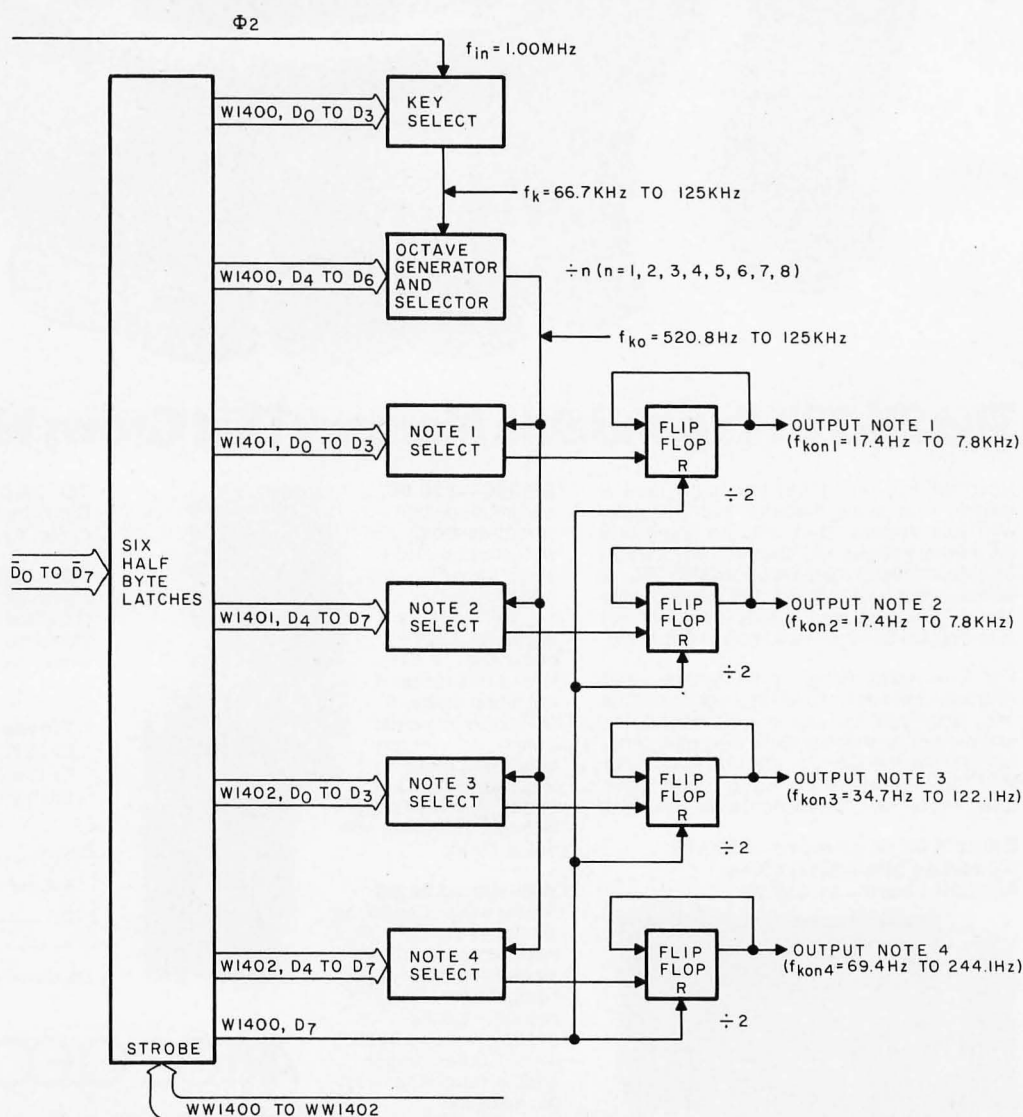 Φ2
fin = 1.00MHz
W1400, D0 TO D3
KEY
SELECT
fk = 66.7KHz TO 125KHz
W1400, D4 TO D6
OCTAVE
GENERATOR
AND
SELECTOR
÷n (n = 1, 2, 3, 4, 5, 6, 7, 8)
fko = 520.8Hz TO 125KHz
W1401, D0 TO D3
NOTE 1
SELECT
FLIP
FLOP
R
÷2
OUTPUT NOTE 1
(fkon1 = 17.4Hz TO 7.8KHz)
D̄0 TO D̄7
SIX
HALF
BYTE
LATCHES
W1401, D4 TO D7
NOTE 2
SELECT
FLIP
FLOP
R
÷2
OUTPUT NOTE 2
(fkon2 = 17.4Hz TO 7.8KHz)
W1402, D0 TO D3
NOTE 3
SELECT
FLIP
FLOP
R
÷2
OUTPUT NOTE 3
(fkon3 = 34.7Hz TO 122.1Hz)
W1402, D4 TO D7
NOTE 4
SELECT
FLIP
FLOP
R
÷2
OUTPUT NOTE 4
(fkon4 = 69.4Hz TO 244.1Hz)
W1400, D7
STROBE
WW1400 TO WW1402